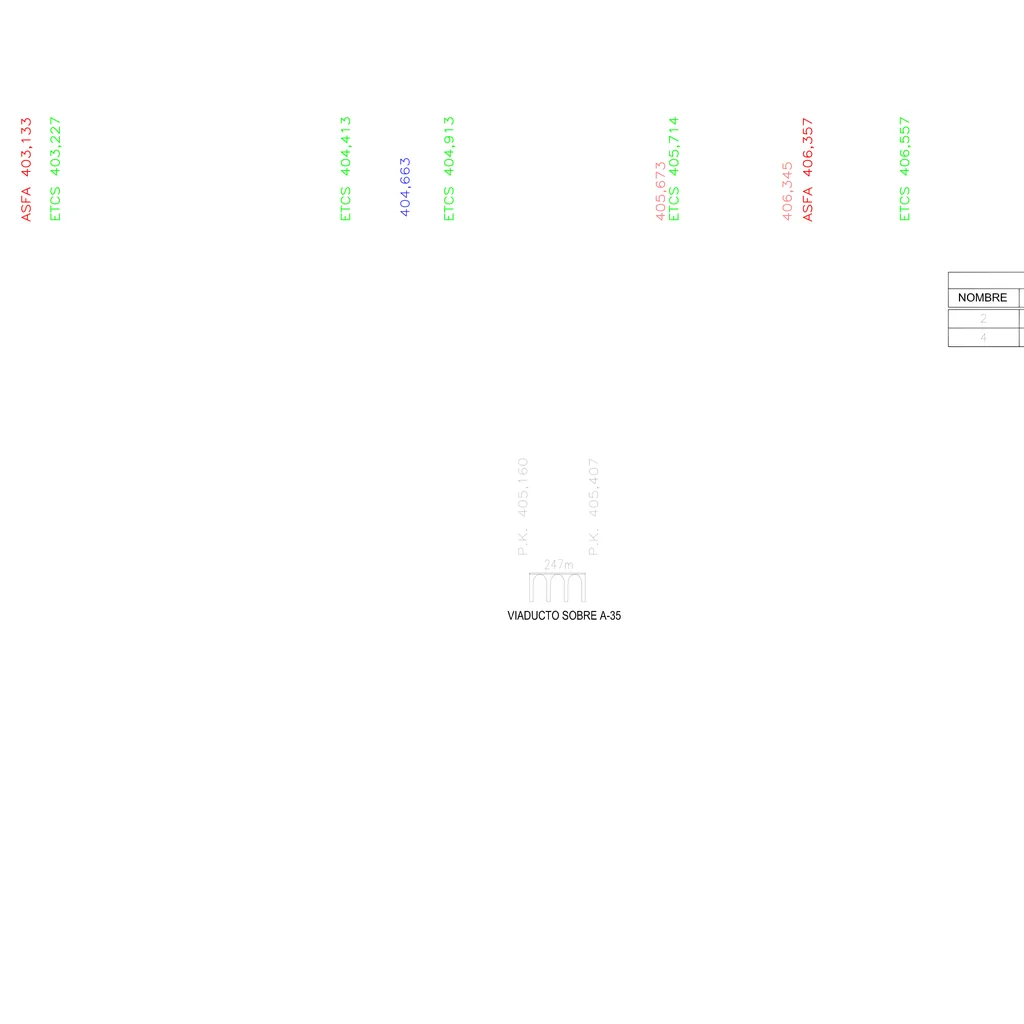 ASFA 403,133
ETCS 403,227
ETCS 404,413
404,663
ETCS 404,913
405,673
ETCS 405,714
406,345
ASFA 406,357
ETCS 406,557
NOMBRE
2
4
P.K. 405,160
P.K. 405,407
247m
VIADUCTO SOBRE A-35